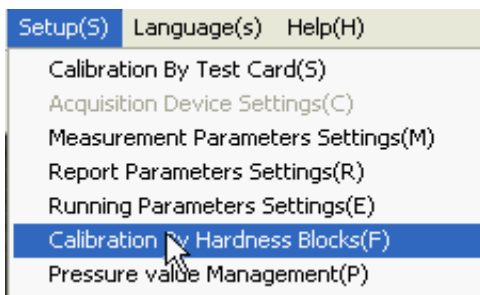 Setup(S) Language(s) Help(H)
Calibration By Test Card(S)
Acquisition Device Settings(C)
Measurement Parameters Settings(M)
Report Parameters Settings(R)
Running Parameters Settings(E)
Calibration By Hardness Blocks(F)
Pressure value Management(P)